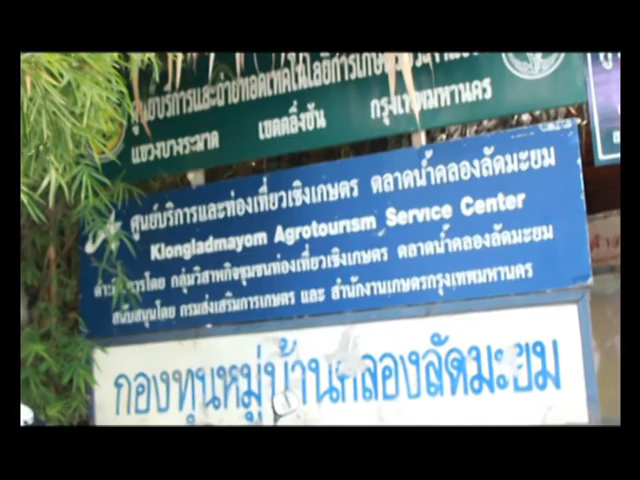 ศูนย์บริการและถ่ายทอดเทคโนโลยีการเกษตร
แขวงบางระมาด เขตตลิ่งชัน กรุงเทพมหานคร
ศูนย์บริการและท่องเที่ยวเชิงเกษตร ตลาดน้ำคลองลัดมะยม
Klongladmayom Agrotourism Service Center
ดำเนินการโดย กลุ่มวิสาหกิจชุมชนท่องเที่ยวเชิงเกษตร ตลาดน้ำคลองลัดมะยม
สนับสนุนโดย กรมส่งเสริมการเกษตร และ สำนักงานเกษตรกรุงเทพมหานคร
กองทุนหมู่บ้านคลองลัดมะยม